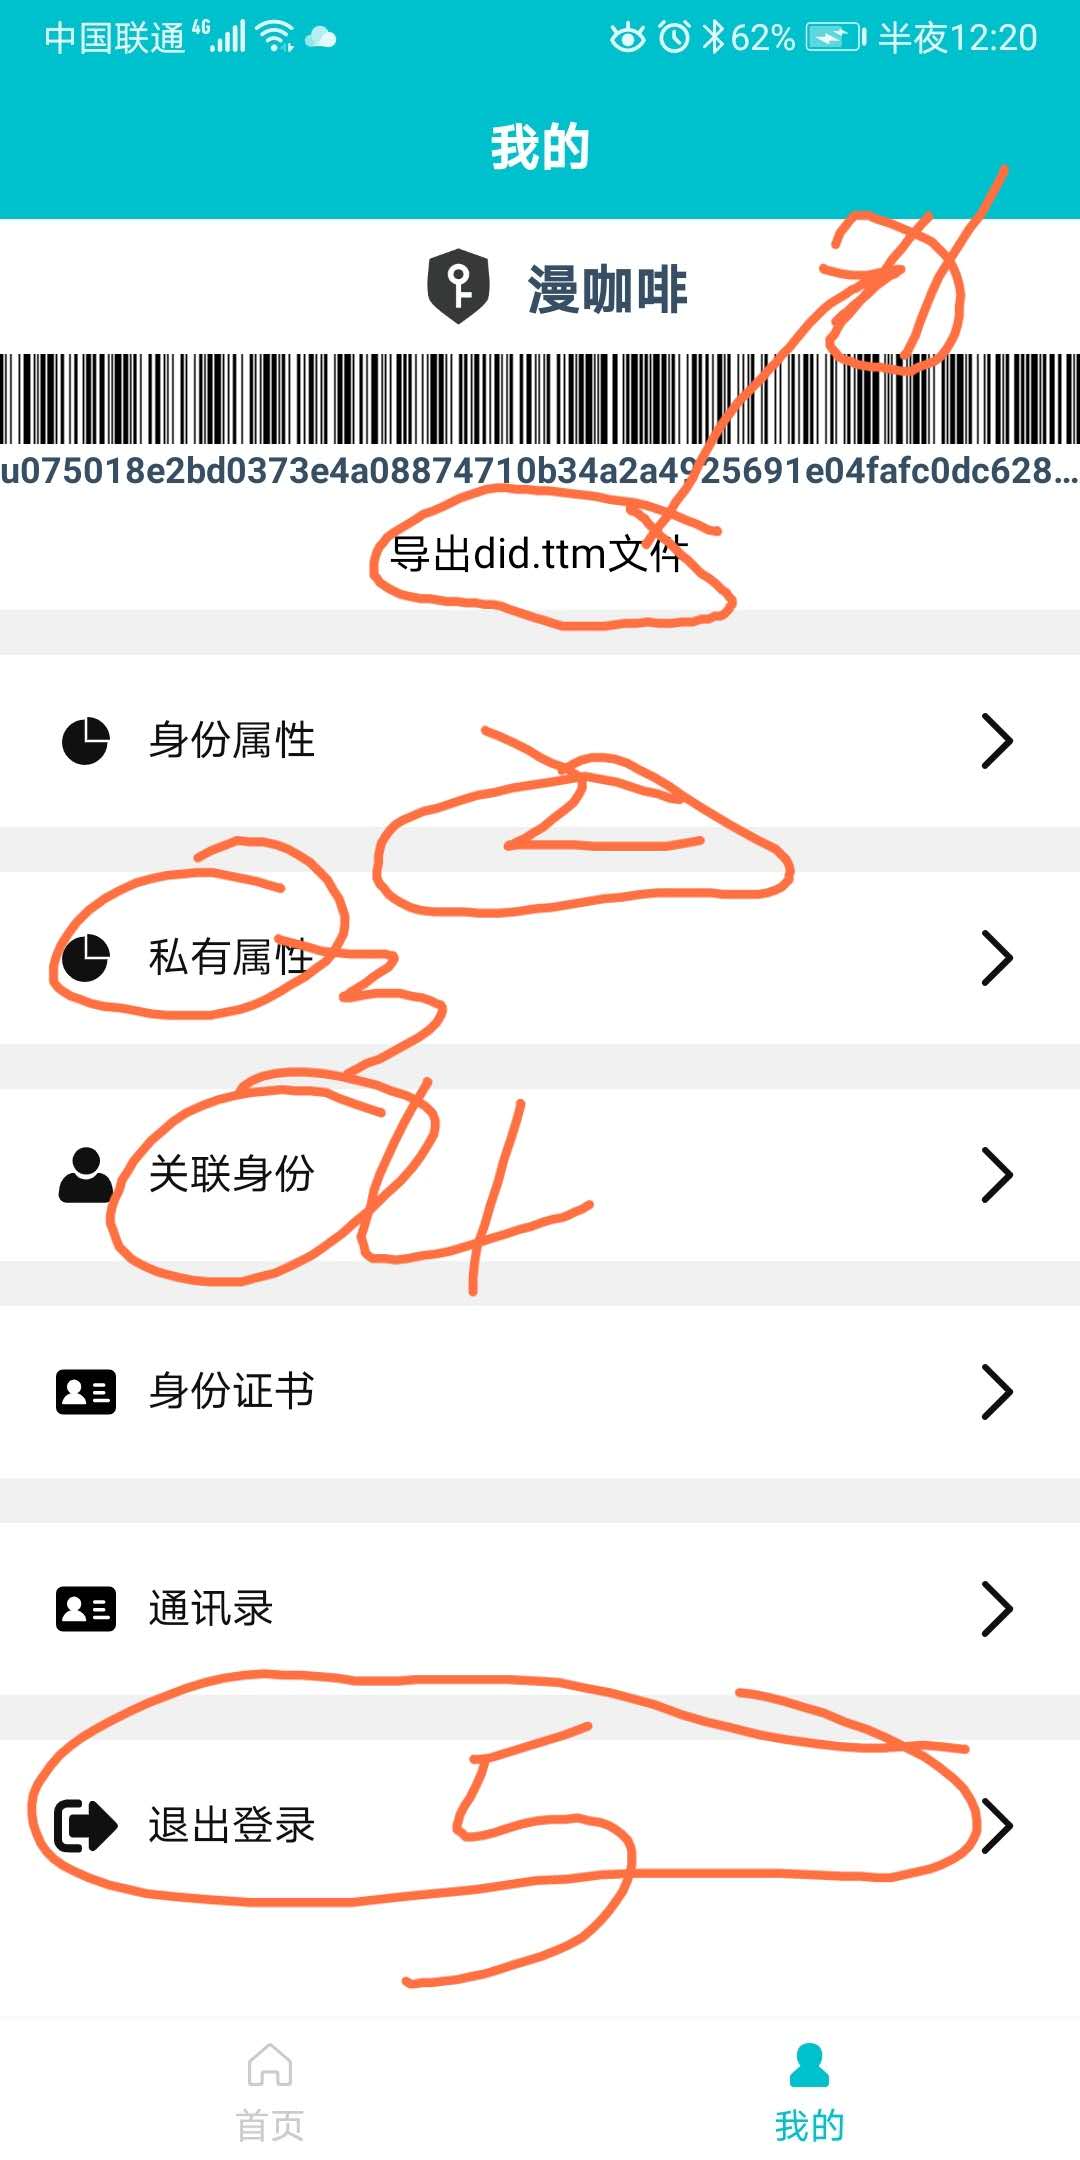 中国联通 4G 62% 半夜12:20
我的
漫咖啡
u075018e2bd0373e4a08874710b34a2a4925691e04fafc0dc628...
导出did.ttm文件
身份属性
2
私有属性
3
关联身份
4
身份证书
通讯录
5
退出登录
首页
我的